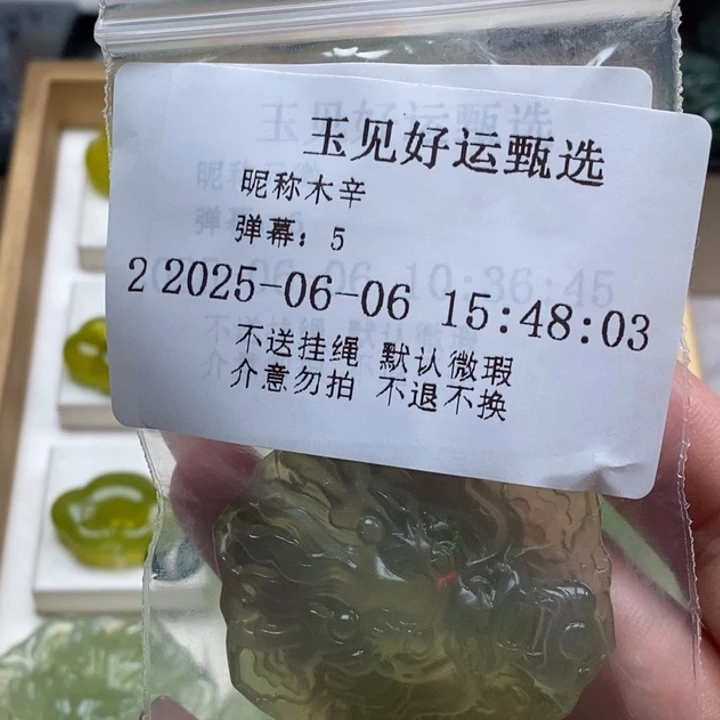 玉见好运甄选
昵称木辛
弹幕：5
2 2025-06-06 15:48:03
不送挂绳 默认微瑕
介意勿拍 不退不换